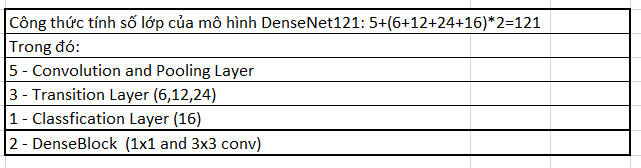 Công thức tính số lớp của mô hình DenseNet121: 5+(6+12+24+16)*2=121
Trong đó:
5 - Convolution and Pooling Layer
3 - Transition Layer (6,12,24)
1 - Classfication Layer (16)
2 - DenseBlock (1x1 and 3x3 conv)